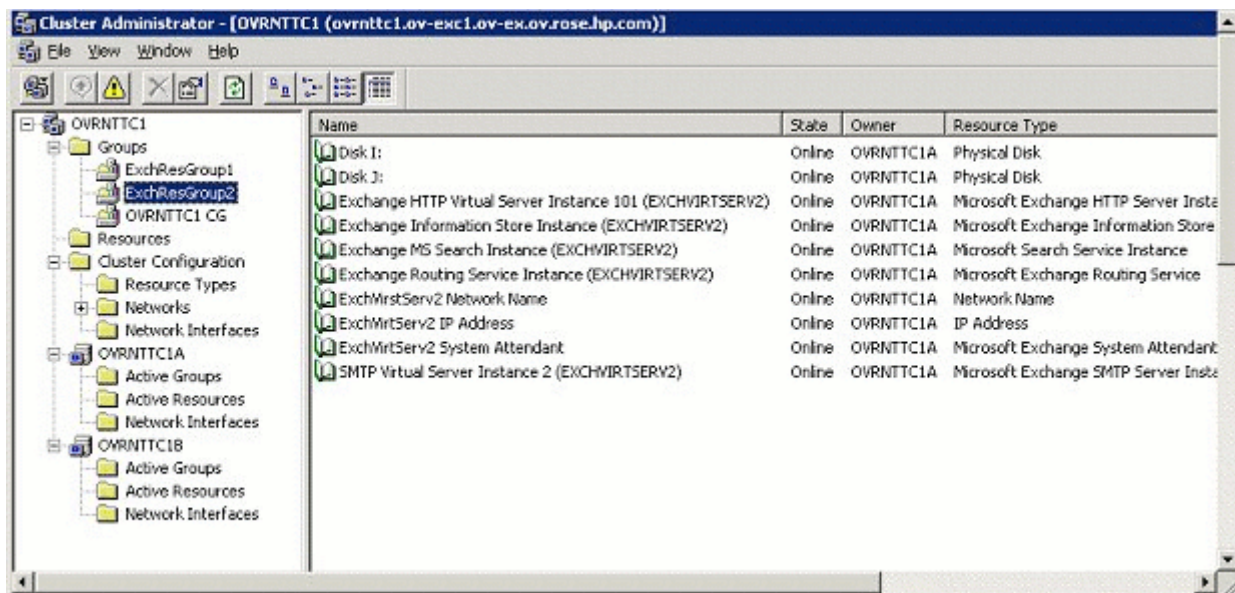 Cluster Administrator - [OVRNTTC1 (ovrnttc1.ov-exc1.ov-ex.ov.rose.hp.com)]
File View Window Help
OVRNTTC1
Groups
ExchResGroup1
ExchResGroup2
OVRNTTC1 CG
Resources
Cluster Configuration
Resource Types
Networks
Network Interfaces
OVRNTTC1A
Active Groups
Active Resources
Network Interfaces
OVRNTTC1B
Active Groups
Active Resources
Network Interfaces
Name State Owner Resource Type
Disk I: Online OVRNTTC1A Physical Disk
Disk J: Online OVRNTTC1A Physical Disk
Exchange HTTP Virtual Server Instance 101 (EXCHVIRTSERV2) Online OVRNTTC1A Microsoft Exchange HTTP Server Insta
Exchange Information Store Instance (EXCHVIRTSERV2) Online OVRNTTC1A Microsoft Exchange Information Store
Exchange MS Search Instance (EXCHVIRTSERV2) Online OVRNTTC1A Microsoft Search Service Instance
Exchange Routing Service Instance (EXCHVIRTSERV2) Online OVRNTTC1A Microsoft Exchange Routing Service
ExchVirstServ2 Network Name Online OVRNTTC1A Network Name
ExchVirtServ2 IP Address Online OVRNTTC1A IP Address
ExchVirtServ2 System Attendant Online OVRNTTC1A Microsoft Exchange System Attendant
SMTP Virtual Server Instance 2 (EXCHVIRTSERV2) Online OVRNTTC1A Microsoft Exchange SMTP Server Insta